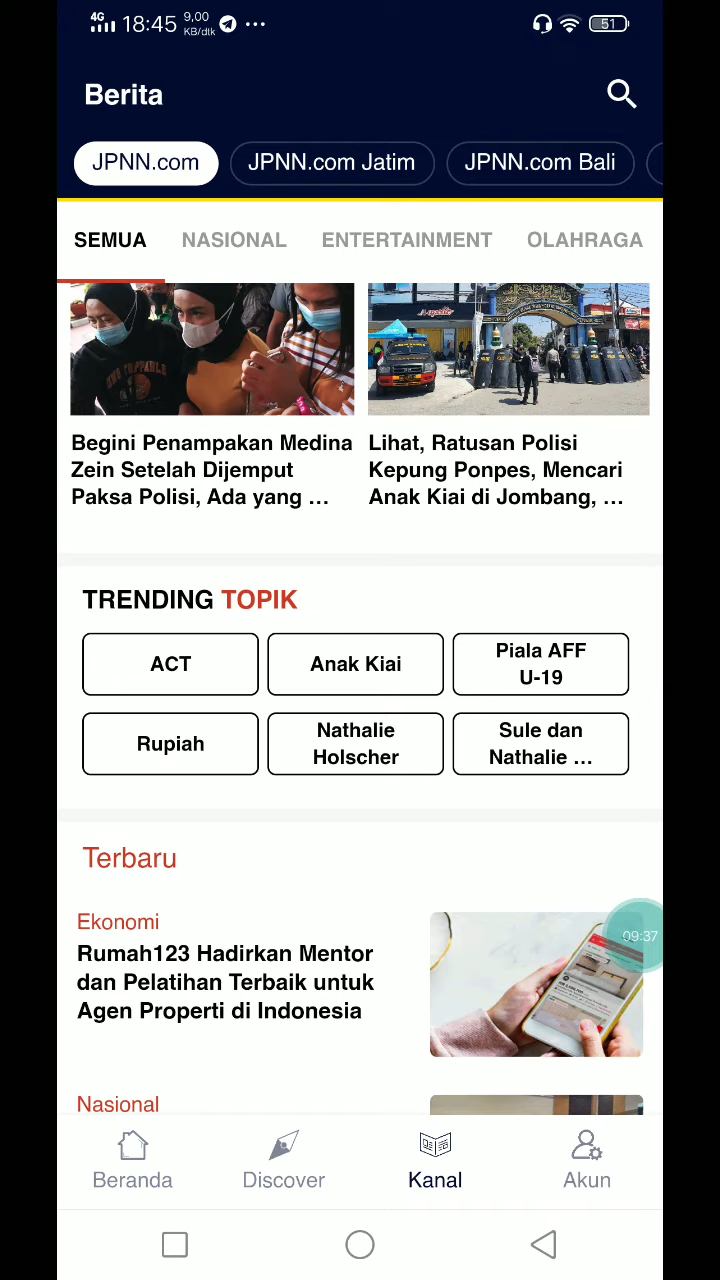 4G 18:45 9,00 KB/dtk ... 51
Berita
JPNN.com JPNN.com Jatim JPNN.com Bali
SEMUA NASIONAL ENTERTAINMENT OLAHRAGA
Begini Penampakan Medina
Zein Setelah Dijemput
Paksa Polisi, Ada yang ...
Lihat, Ratusan Polisi
Kepung Ponpes, Mencari
Anak Kiai di Jombang, ...
TRENDING TOPIK
ACT
Anak Kiai
Piala AFF
U-19
Rupiah
Nathalie
Holscher
Sule dan
Nathalie ...
Terbaru
Ekonomi
Rumah123 Hadirkan Mentor
dan Pelatihan Terbaik untuk
Agen Properti di Indonesia
09:37
Nasional
Beranda Discover Kanal Akun